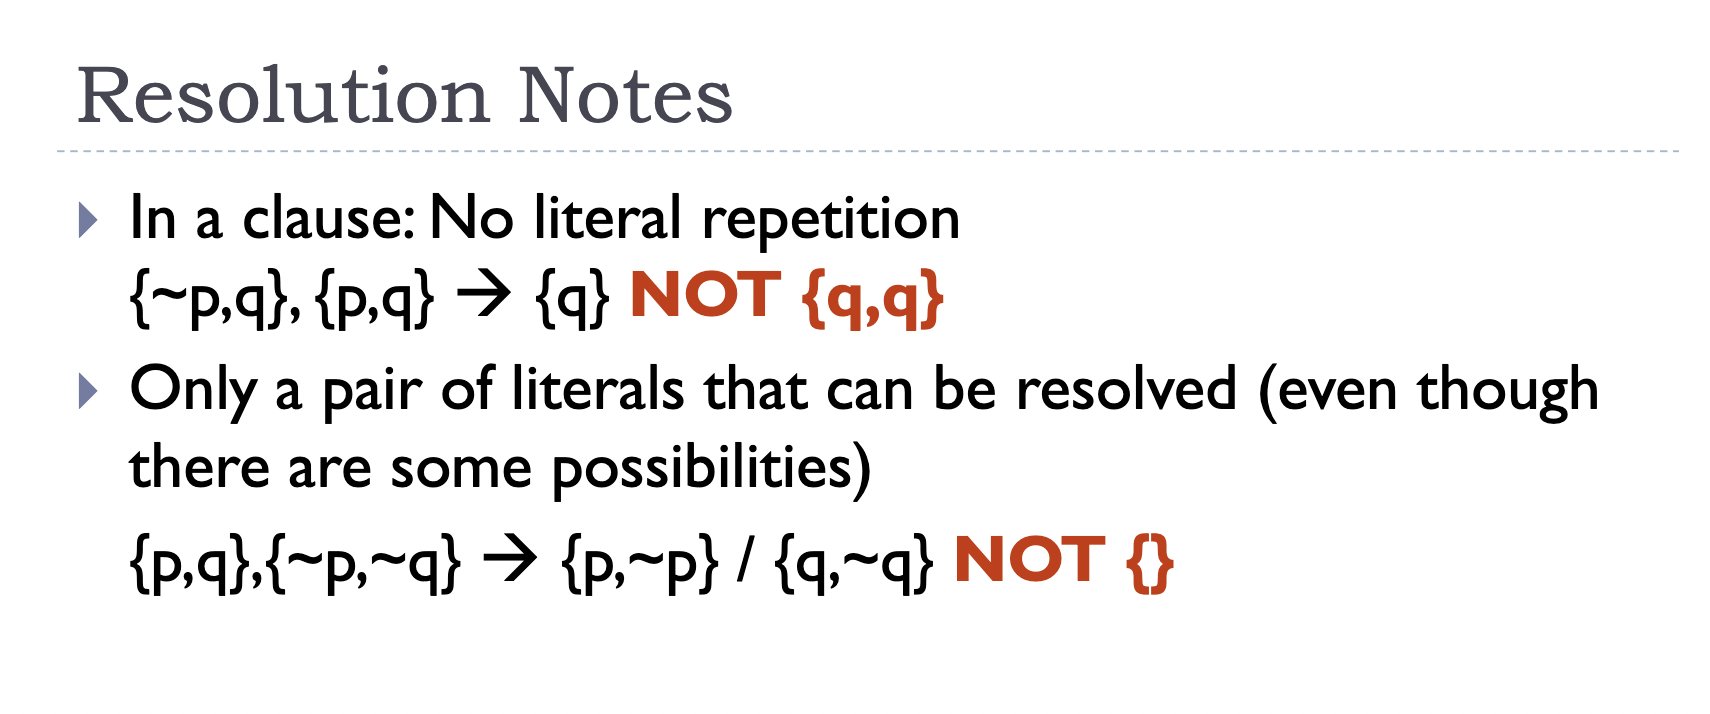 Resolution Notes
In a clause: No literal repetition
{~p,q}, {p,q} → {q} NOT {q,q}
Only a pair of literals that can be resolved (even though
there are some possibilities)
{p,q},{~p,~q} → {p,~p} / {q,~q} NOT {}